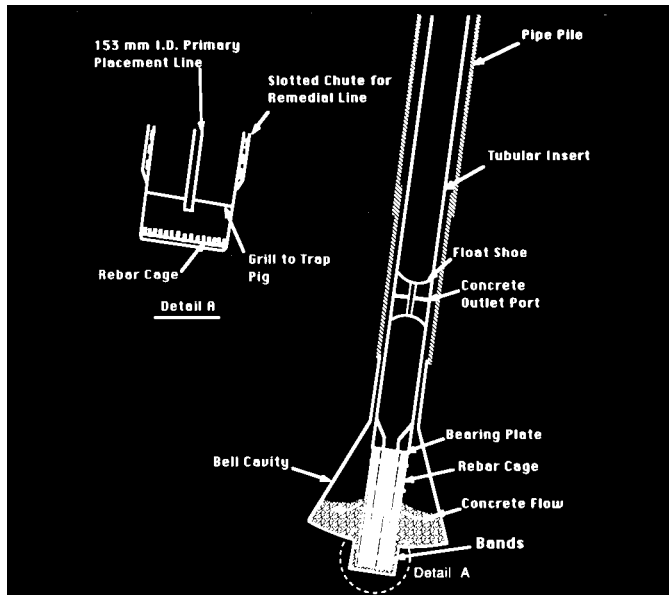 153 mm I.D. Primary
Placement Line
Slotted Chute for
Remedial Line
Rebar Cage
Grill to Trap
Pig
Detail A
Pipe Pile
Tubular Insert
Float Shoe
Concrete
Outlet Port
Bearing Plate
Bell Cavity
Rebar Cage
Concrete Flow
Bands
Detail A